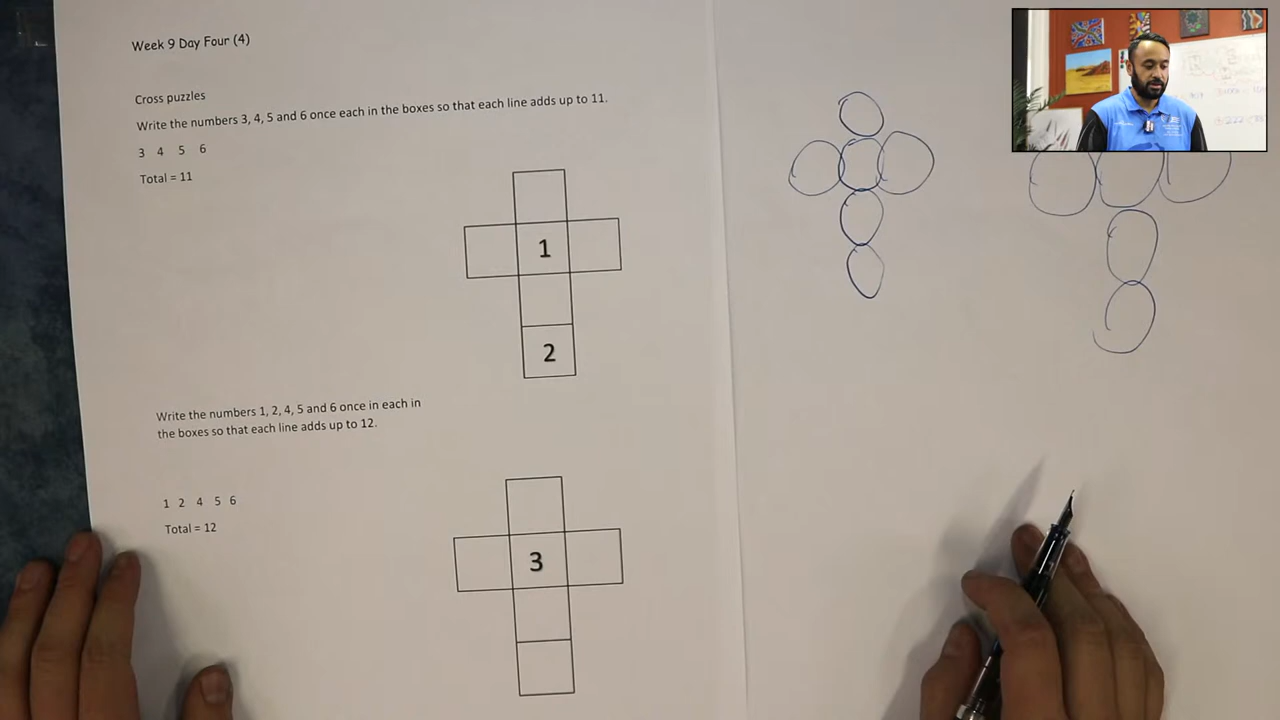 Week 9 Day Four (4)
Cross puzzles
Write the numbers 3, 4, 5 and 6 once each in the boxes so that each line adds up to 11.
3 4 5 6
Total = 11
1
2
Write the numbers 1, 2, 4, 5 and 6 once in each in
the boxes so that each line adds up to 12.
1 2 4 5 6
Total = 12
3